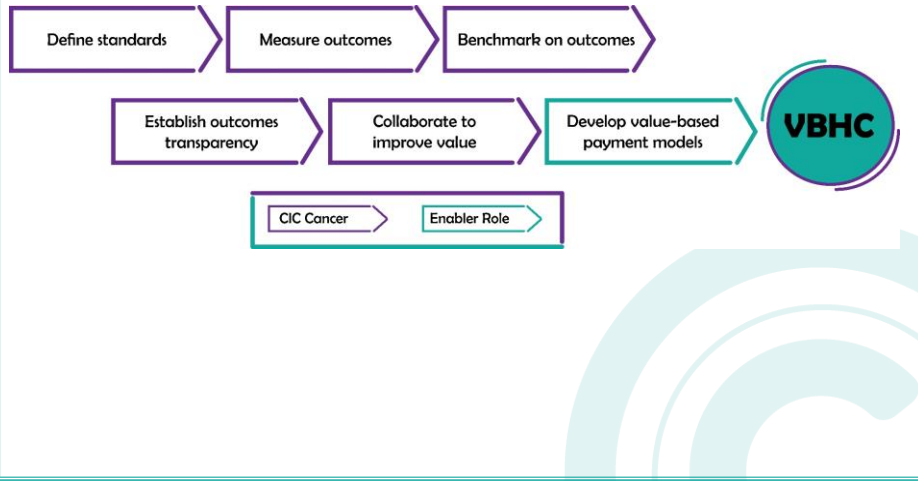 Define standards
Measure outcomes
Benchmark on outcomes
Establish outcomes
transparency
Collaborate to
improve value
Develop value-based
payment models
VBHC
CIC Cancer
Enabler Role